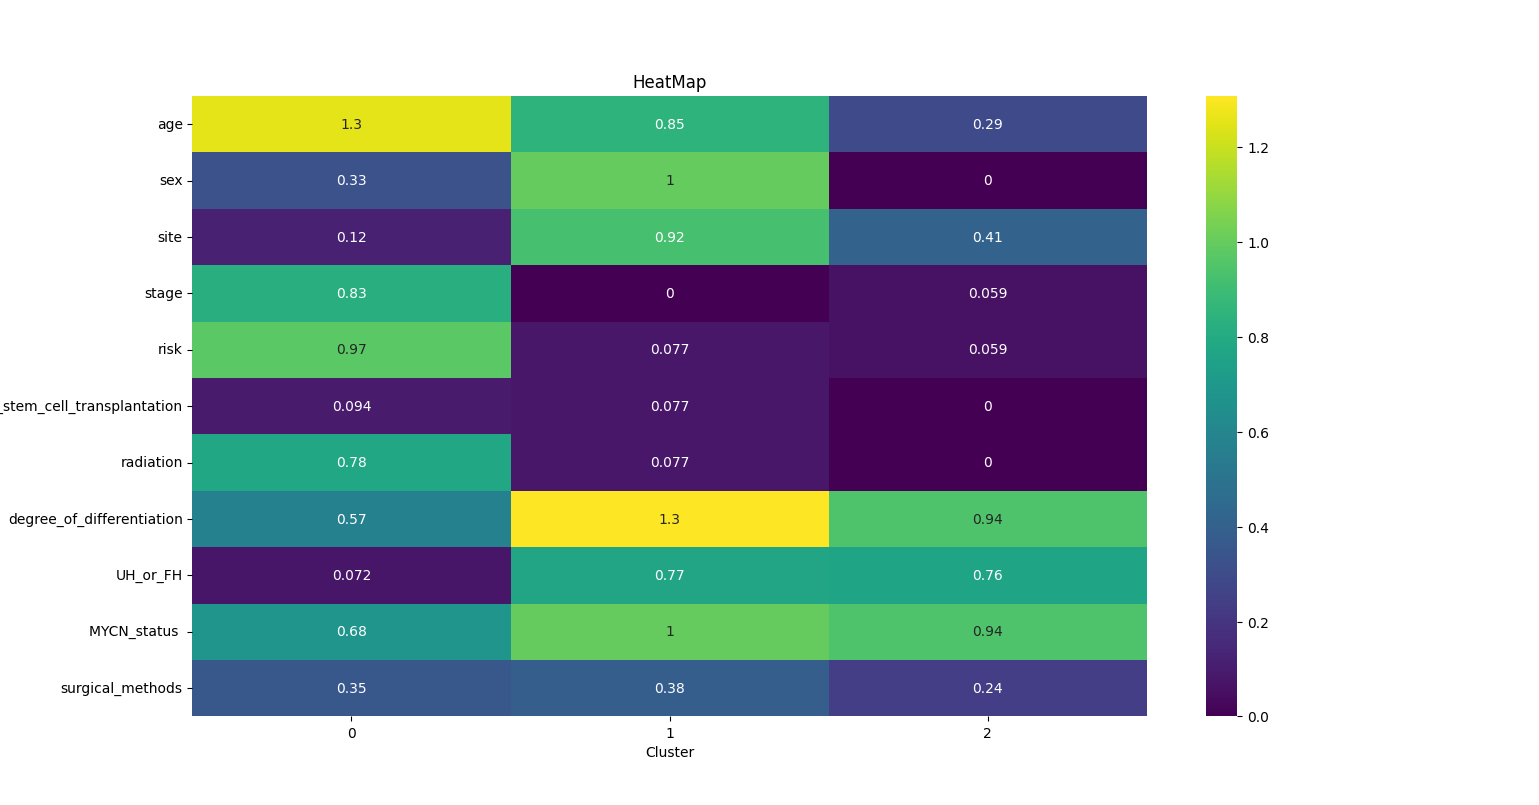 HeatMap
age 1.3 0.85 0.29
sex 0.33 1 0
site 0.12 0.92 0.41
stage 0.83 0 0.059
risk 0.97 0.077 0.059
_stem_cell_transplantation 0.094 0.077 0
radiation 0.78 0.077 0
degree_of_differentiation 0.57 1.3 0.94
UH_or_FH 0.072 0.77 0.76
MYCN_status 0.68 1 0.94
surgical_methods 0.35 0.38 0.24
0 1 2
Cluster
1.2
1.0
0.8
0.6
0.4
0.2
0.0